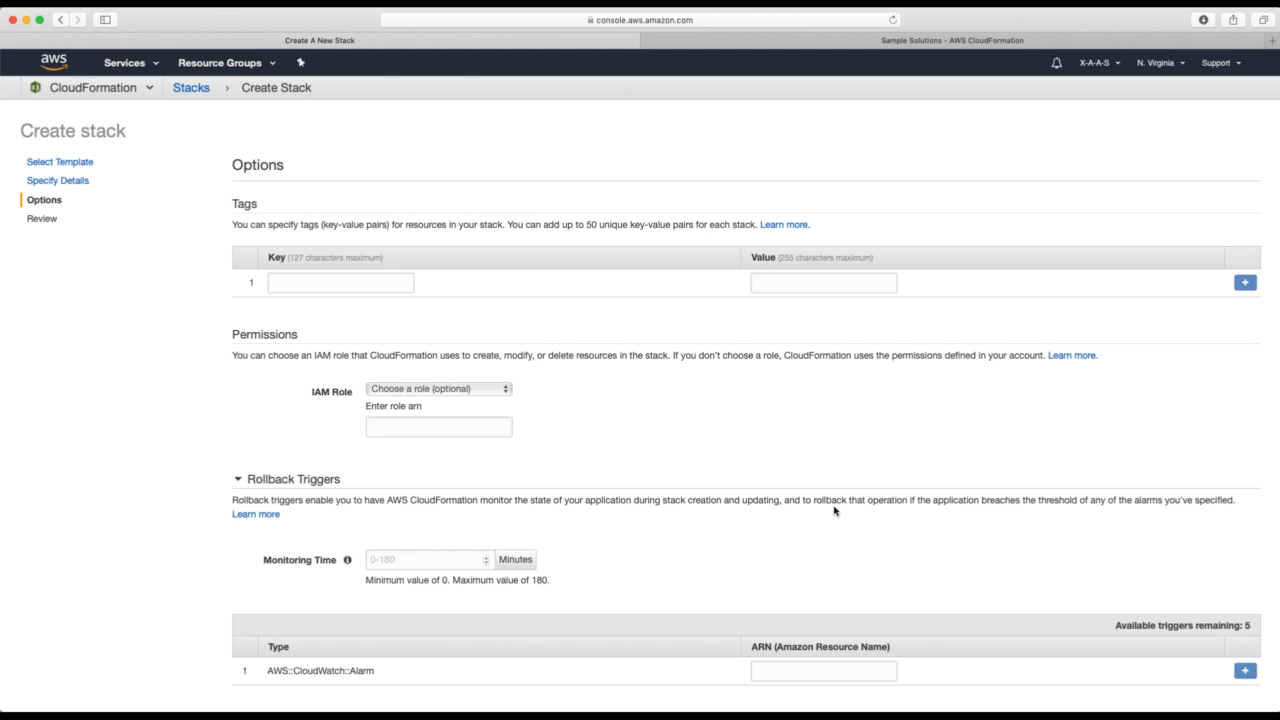 console.aws.amazon.com
Create A New Stack
Sample Solutions - AWS CloudFormation
aws Services Resource Groups X-A-A-S N. Virginia Support
CloudFormation Stacks › Create Stack
Create stack
Select Template
Specify Details
Options
Review
Options
Tags
You can specify tags (key-value pairs) for resources in your stack. You can add up to 50 unique key-value pairs for each stack. Learn more.
Key (127 characters maximum) Value (255 characters maximum)
1 +
Permissions
You can choose an IAM role that CloudFormation uses to create, modify, or delete resources in the stack. If you don't choose a role, CloudFormation uses the permissions defined in your account. Learn more.
IAM Role Choose a role (optional)
Enter role arn
Rollback Triggers
Rollback triggers enable you to have AWS CloudFormation monitor the state of your application during stack creation and updating, and to rollback that operation if the application breaches the threshold of any of the alarms you've specified.
Learn more
Monitoring Time 0-180 Minutes
Minimum value of 0. Maximum value of 180.
Available triggers remaining: 5
Type ARN (Amazon Resource Name)
1 AWS::CloudWatch::Alarm +